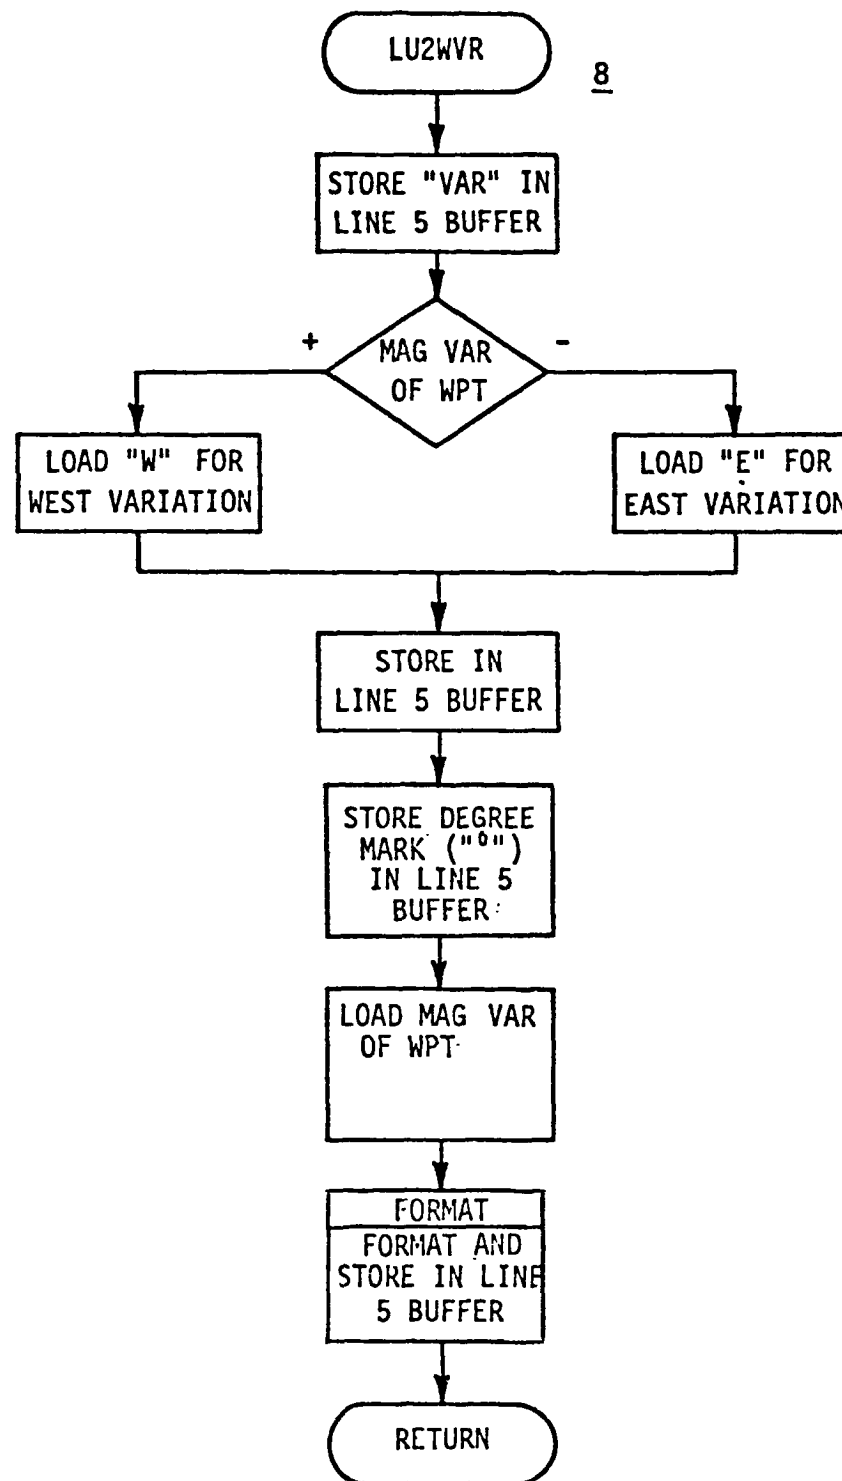 LU2WVR
8
STORE "VAR" IN
LINE 5 BUFFER
+
MAG VAR
OF WPT
-
LOAD "W" FOR
WEST VARIATION
LOAD "E" FOR
EAST VARIATION
STORE IN
LINE 5 BUFFER
STORE DEGREE
MARK ("°")
IN LINE 5
BUFFER
LOAD MAG VAR
OF WPT
FORMAT
FORMAT AND
STORE IN LINE
5 BUFFER
RETURN